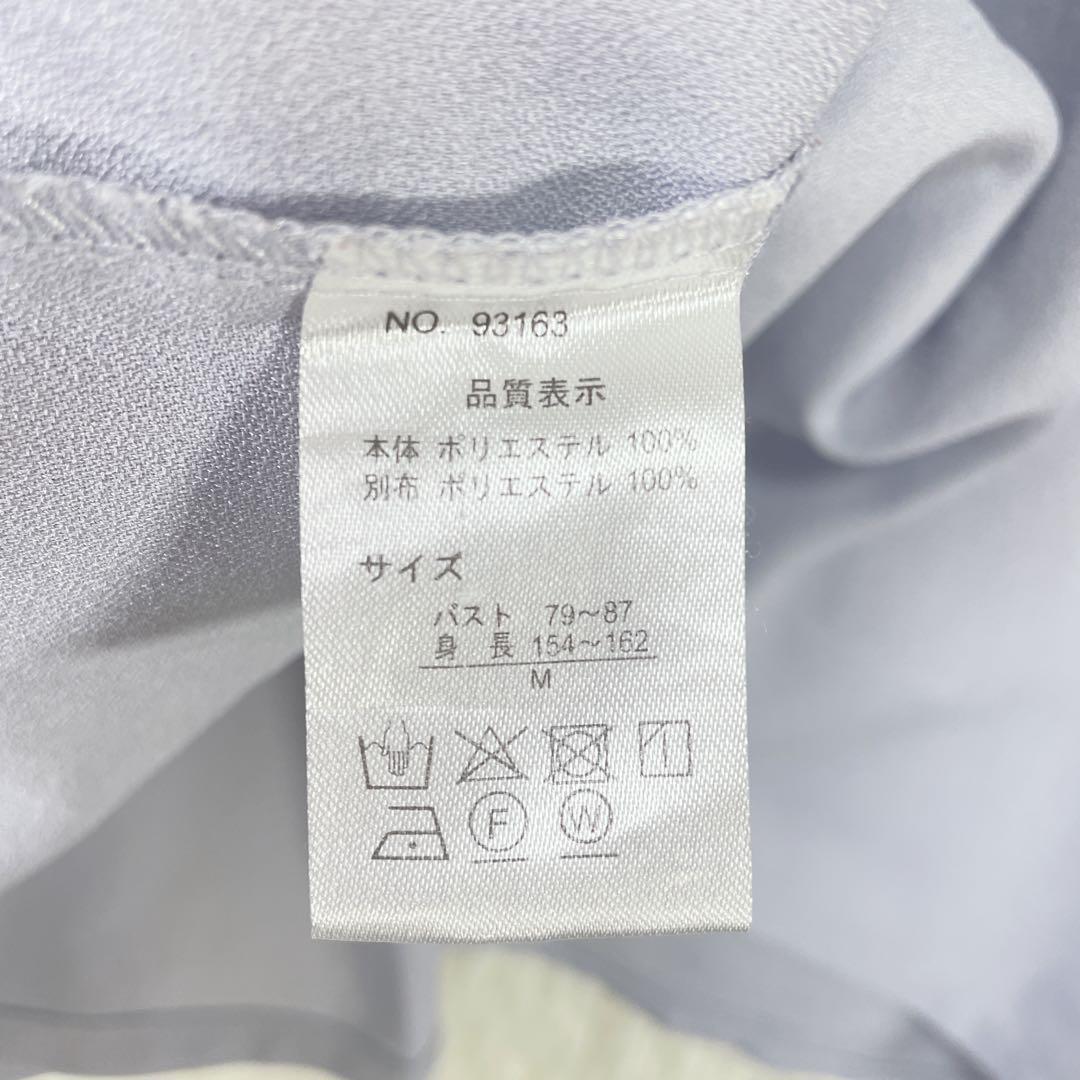 NO. 93163
品質表示
本体 ポリエステル 100%
別布 ポリエステル 100%
サイズ
バスト 79～87
身 長 154～162
M
F W